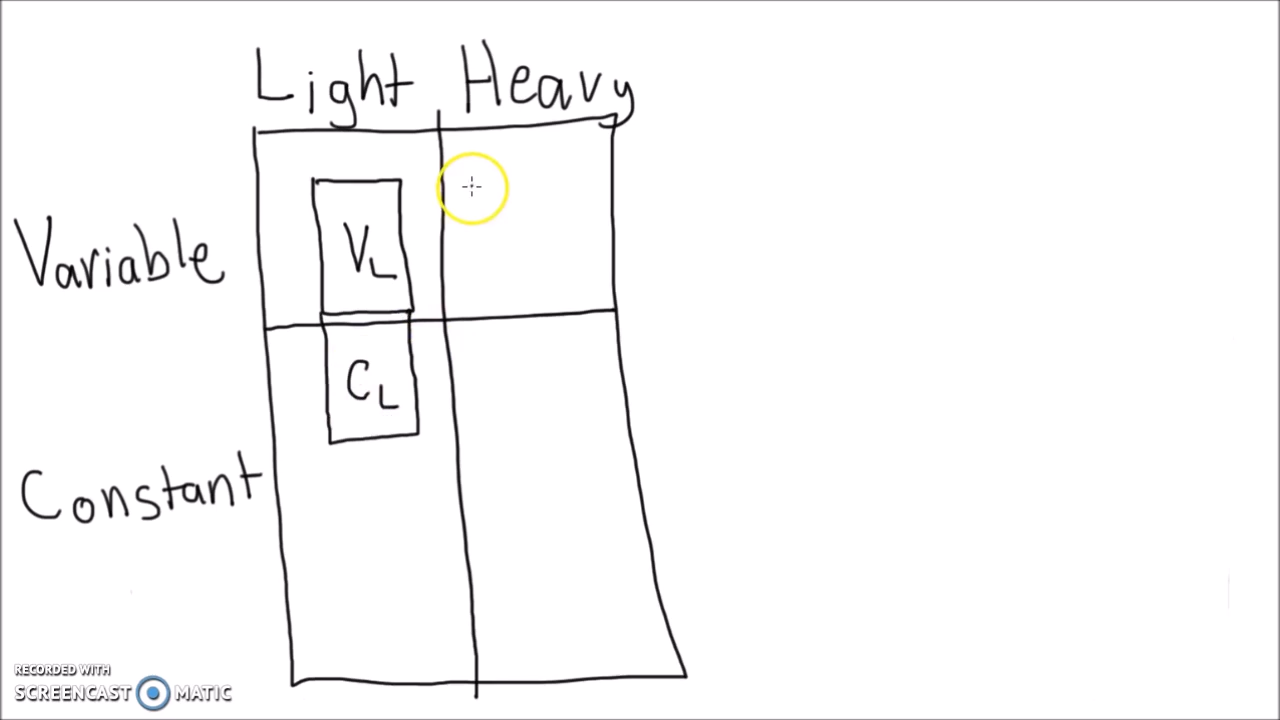 Light Heavy
Variable
VL
CL
Constant
RECORDED WITH
SCREENCAST MATIC